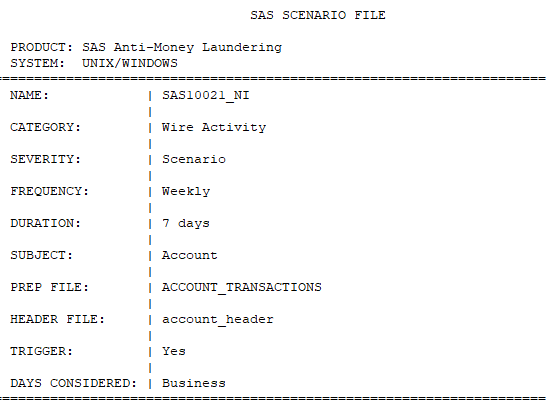 SAS SCENARIO FILE
PRODUCT: SAS Anti-Money Laundering
SYSTEM: UNIX/WINDOWS
NAME: | SAS10021_NI
CATEGORY: | Wire Activity
SEVERITY: | Scenario
FREQUENCY: | Weekly
DURATION: | 7 days
SUBJECT: | Account
PREP FILE: | ACCOUNT_TRANSACTIONS
HEADER FILE: | account_header
TRIGGER: | Yes
DAYS CONSIDERED: | Business